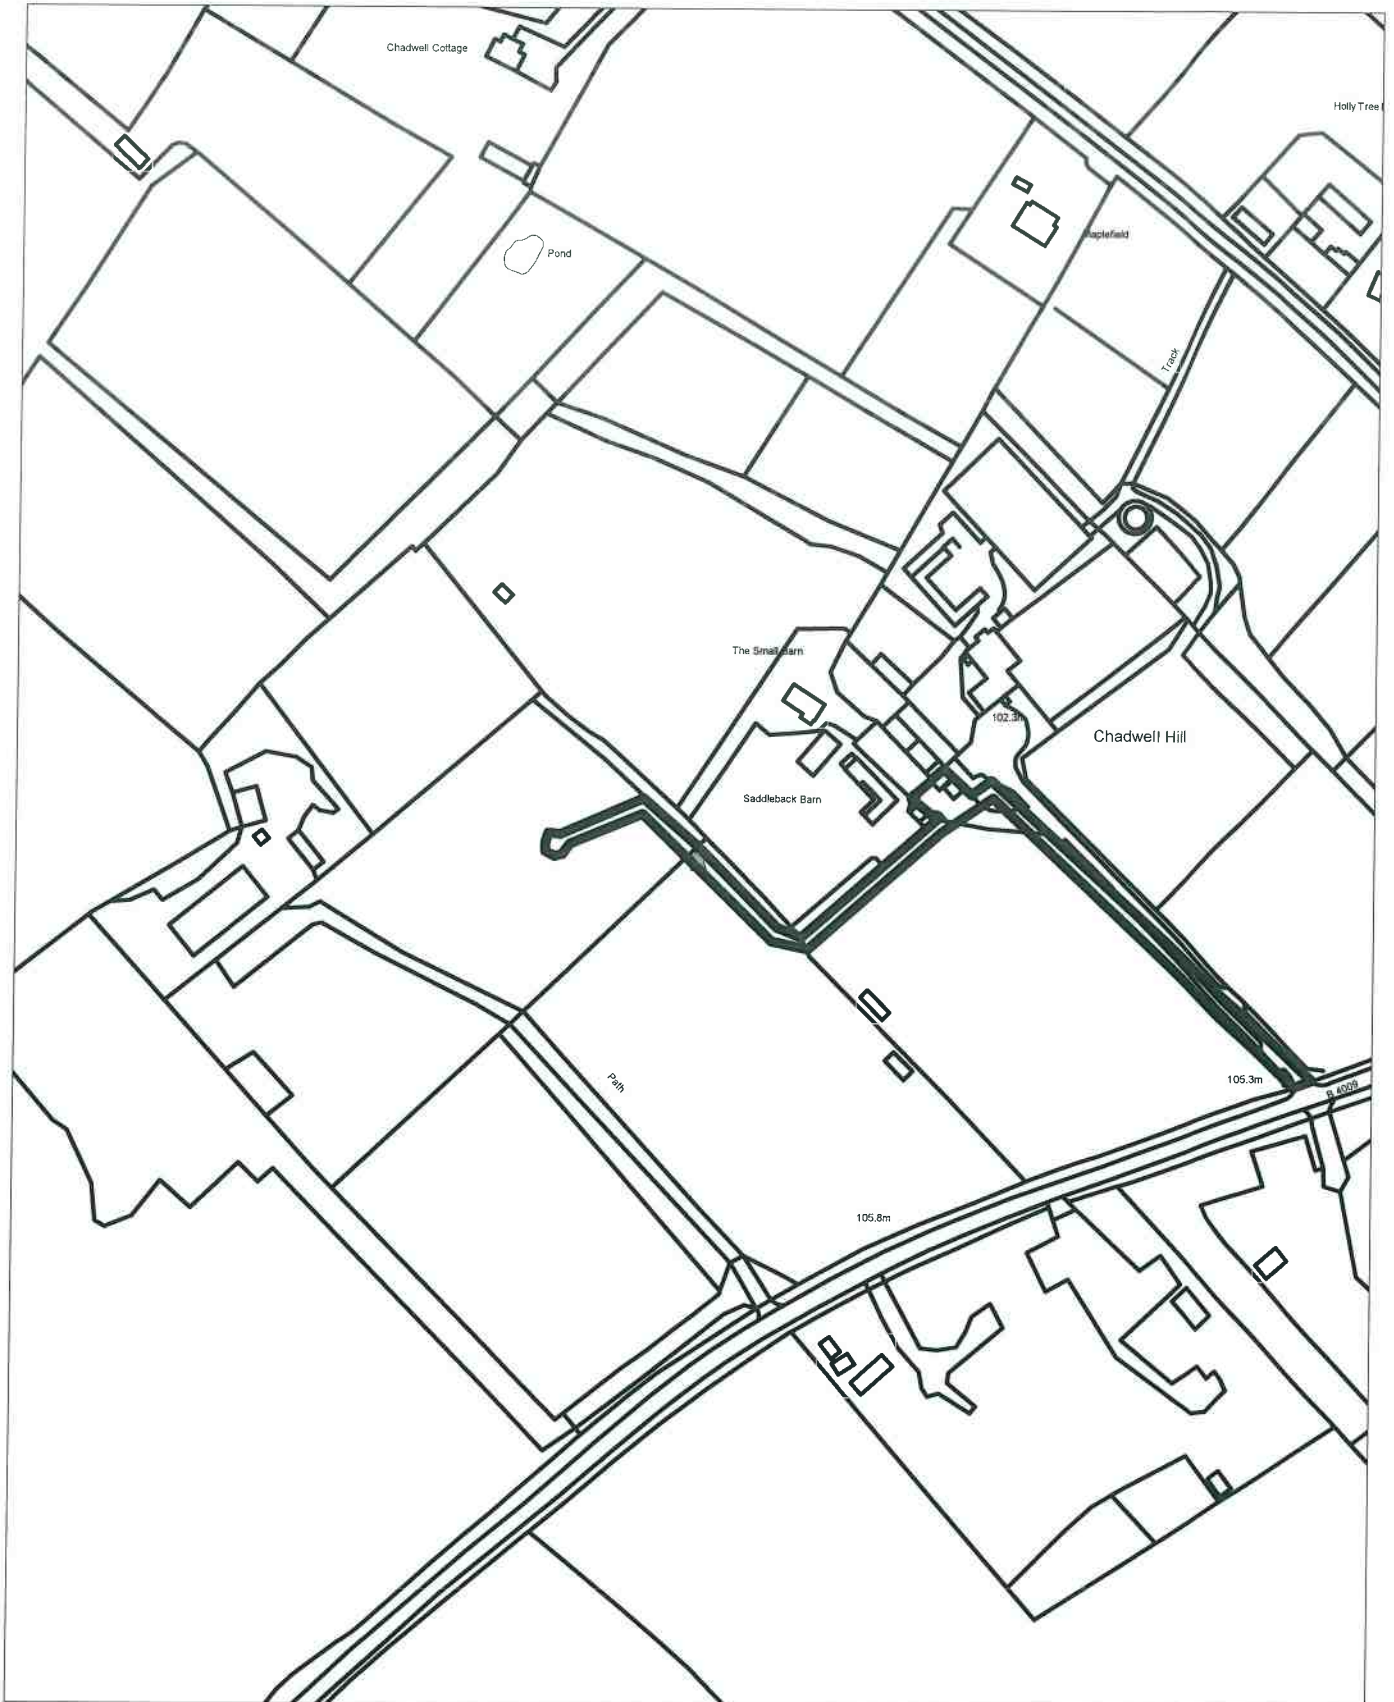 Chadwell Cottage
Holly Tree
Maplefield
Pond
Track
The Small Barn
102.3m
Chadwell Hill
Saddleback Barn
105.3m
B 4009
Path
105.8m